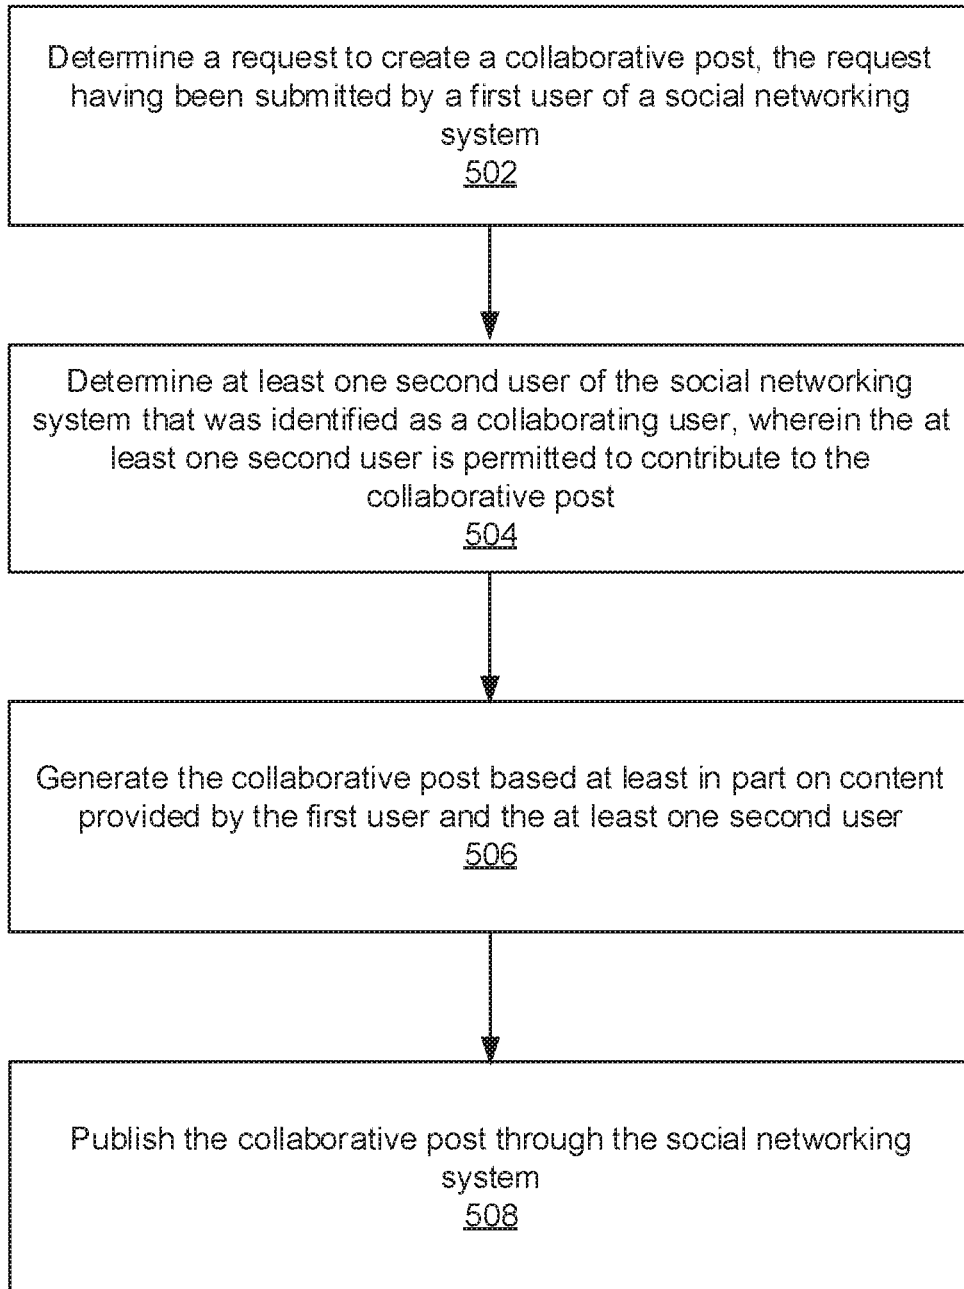 Determine a request to create a collaborative post, the request
having been submitted by a first user of a social networking
system
502
Determine at least one second user of the social networking
system that was identified as a collaborating user, wherein the at
least one second user is permitted to contribute to the
collaborative post
504
Generate the collaborative post based at least in part on content
provided by the first user and the at least one second user
506
Publish the collaborative post through the social networking
system
508